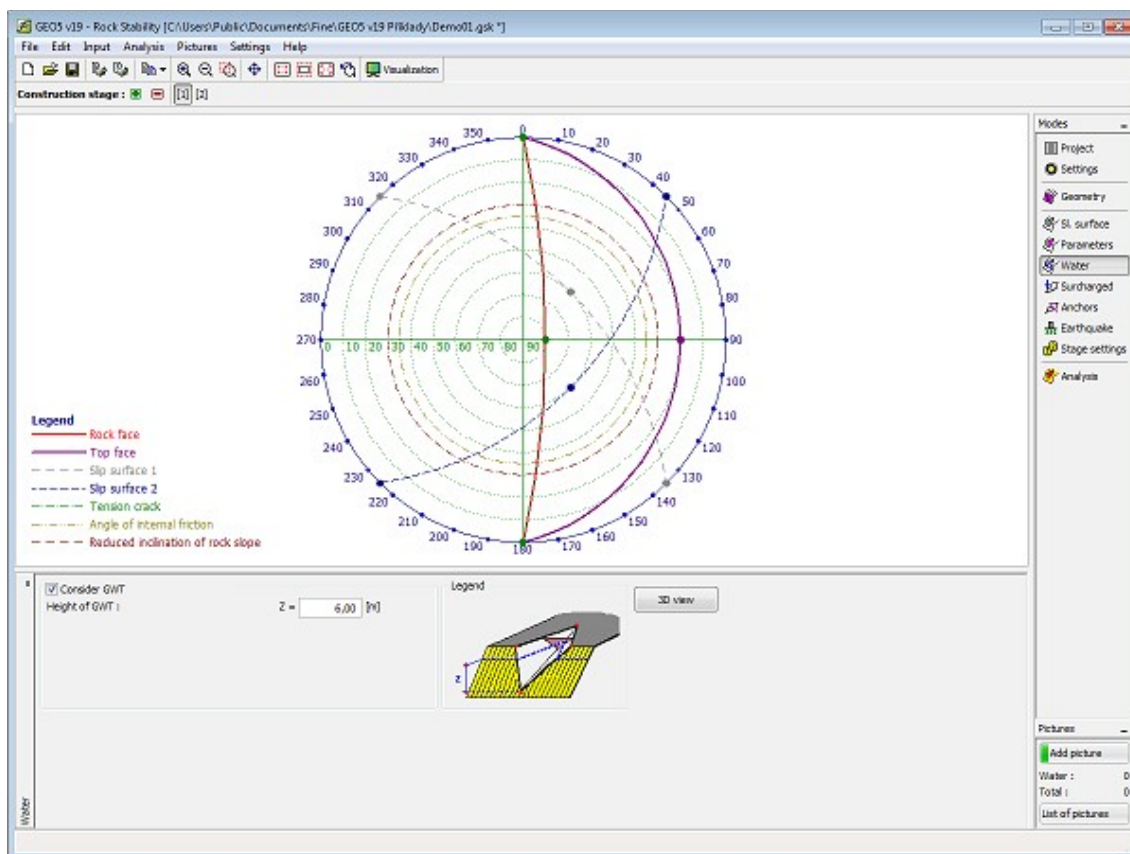 GEO5 v19 - Rock Stability [C:\Users\Public\Documents\Fine\GEO5 v19 Příklady\Demo01.gsk *]
File Edit Input Analysis Pictures Settings Help
Visualization
Construction stage : [1] [2]
0
350 10
340 20
330 30
320 40
310 50
300 60
290 70
280 80
270 0 10 20 30 40 50 60 70 80 90 90
260 100
250 110
240 120
230 130
220 140
210 150
200 160
190 180 170
Legend
Rock face
Top face
Slip surface 1
Slip surface 2
Tension crack
Angle of internal friction
Reduced inclination of rock slope
Modes
Project
Settings
Geometry
Sl. surface
Parameters
Water
Surcharged
Anchors
Earthquake
Stage settings
Analysis
Consider GWT
Height of GWT : Z = 6,00 [m]
Legend
z
3D view
Water
Pictures
Add picture
Water : 0
Total : 0
List of pictures